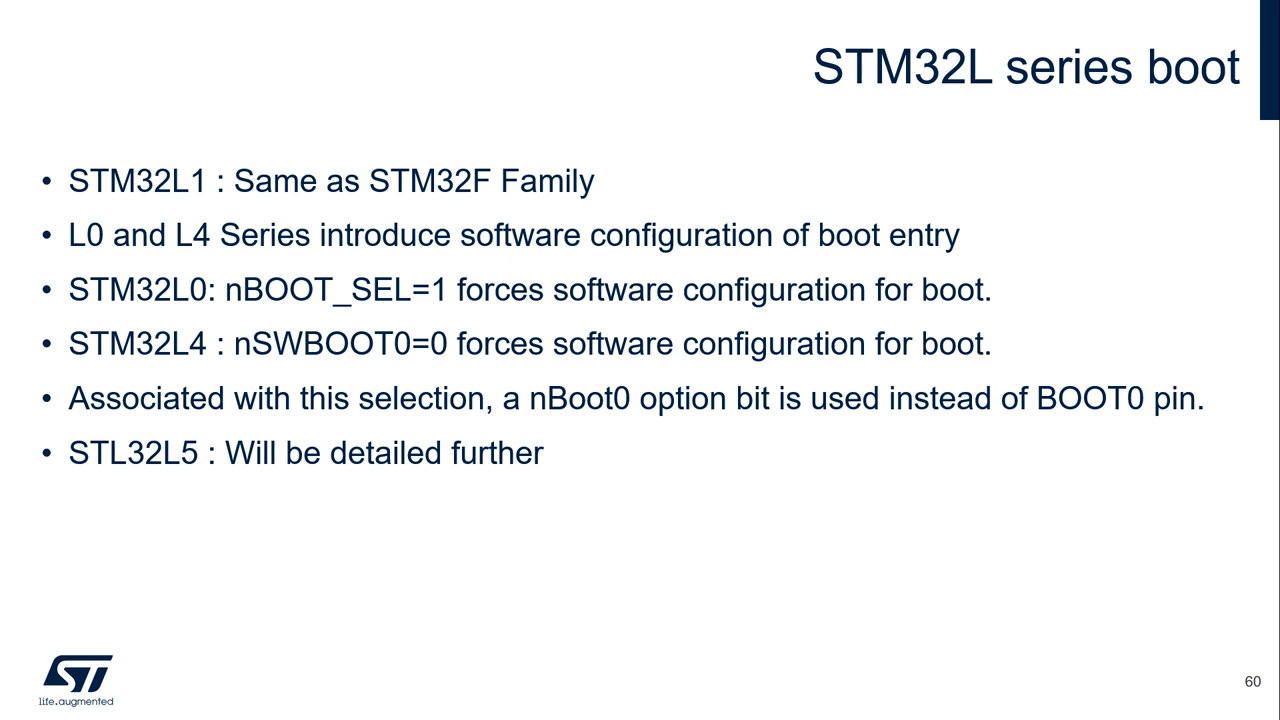 STM32L series boot
• STM32L1 : Same as STM32F Family
• L0 and L4 Series introduce software configuration of boot entry
• STM32L0: nBOOT_SEL=1 forces software configuration for boot.
• STM32L4 : nSWBOOT0=0 forces software configuration for boot.
• Associated with this selection, a nBoot0 option bit is used instead of BOOT0 pin.
• STL32L5 : Will be detailed further
ST
life.augmented
60